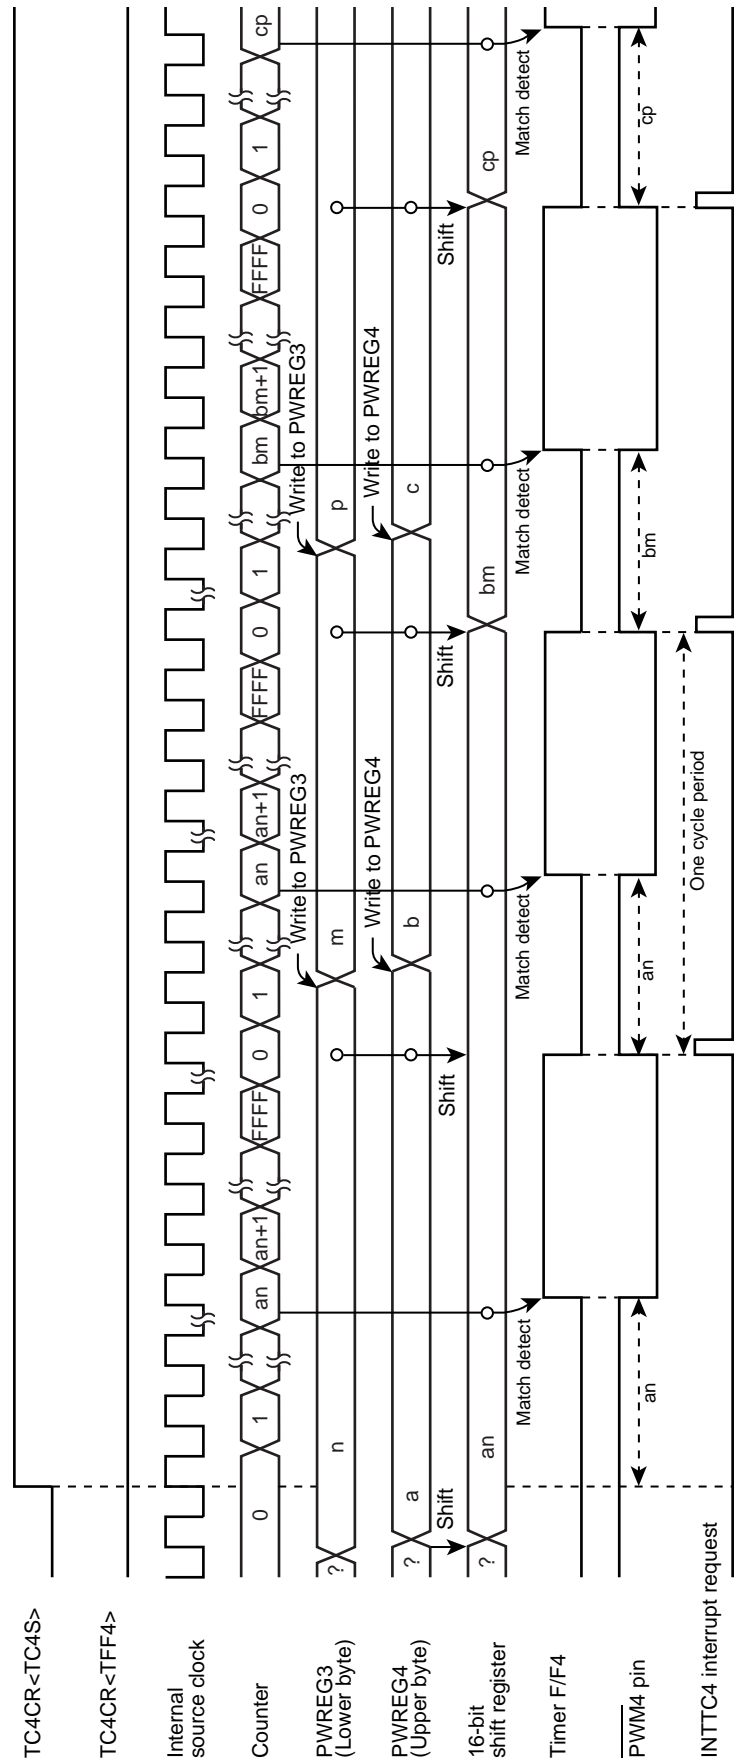 TC4CR<TC4S>
TC4CR<TFF4>
Internal
source clock
Counter
0 1 an an+1 FFFF 0 1 an an+1 FFFF 0 1 bm bm+1 FFFF 0 1 cp
Write to PWREG3
Write to PWREG3
PWREG3
(Lower byte)
? n m p
Write to PWREG4
Write to PWREG4
PWREG4
(Upper byte)
? a b c
Shift Shift Shift Shift
16-bit
shift register
? an bm cp
Match detect Match detect Match detect Match detect
Timer F/F4
PWM4 pin
an an bm cp
One cycle period
INTTC4 interrupt request